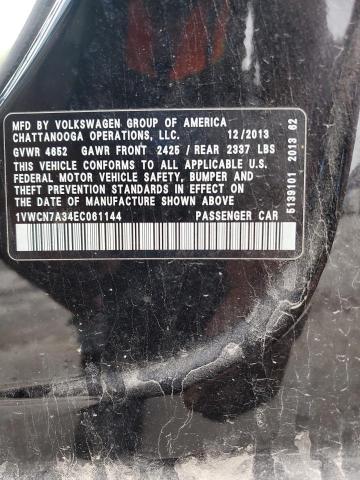 MFD BY VOLKSWAGEN GROUP OF AMERICA
CHATTANOOGA OPERATIONS, LLC. 12/2013
GVWR 4652 GAWR FRONT 2425 / REAR 2337 LBS
THIS VEHICLE CONFORMS TO ALL APPLICABLE U.S.
FEDERAL MOTOR VEHICLE SAFETY, BUMPER AND
THEFT PREVENTION STANDARDS IN EFFECT ON
THE DATE OF MANUFACTURE SHOWN ABOVE
1VWCN7A34EC061144 PASSENGER CAR
5139101 2013 62